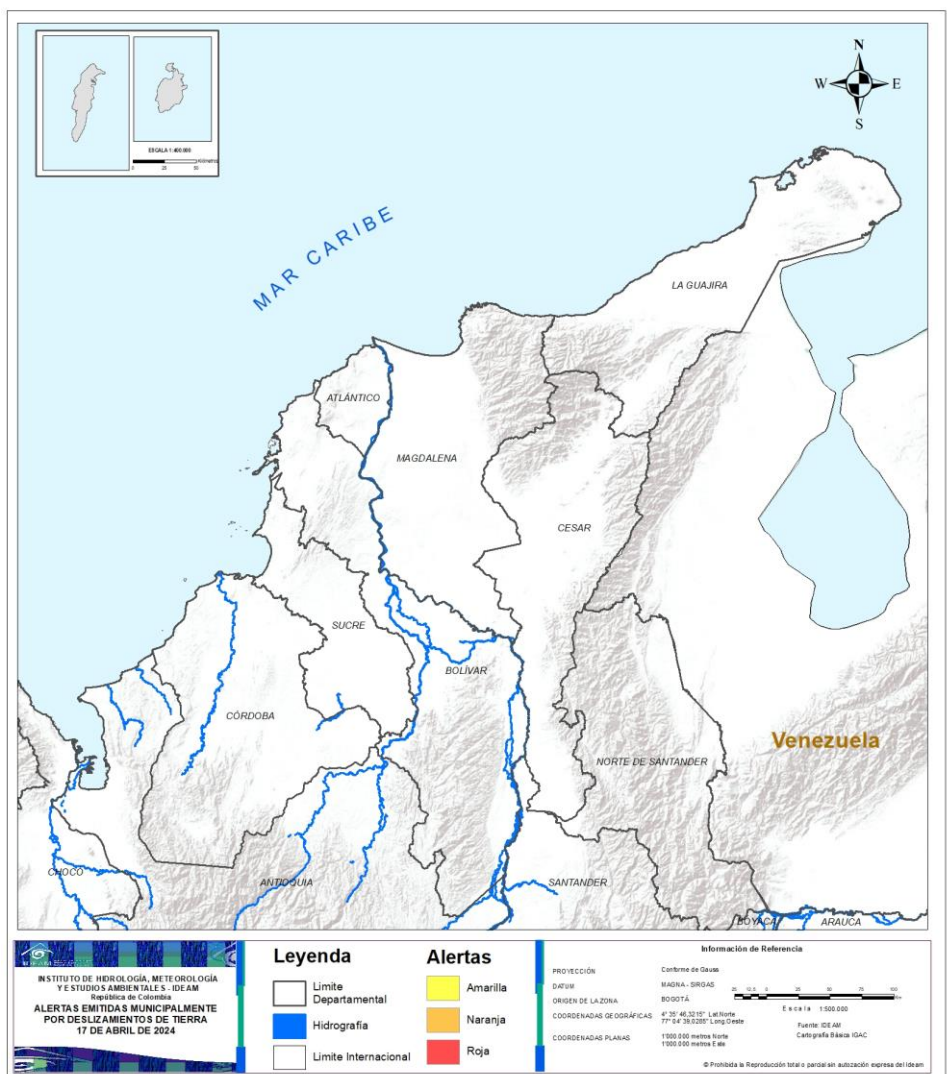 N
W
E
S
ESCALA 1:400.000
MAR CARIBE
LA GUAJIRA
ATLÁNTICO
MAGDALENA
CESAR
SUCRE
BOLÍVAR
CÓRDOBA
Venezuela
NORTE DE SANTANDER
CHOCO
ANTIOQUIA
SANTANDER
BOYACÁ
ARAUCA
INSTITUTO DE HIDROLOGÍA, METEOROLOGÍA
Y ESTUDIOS AMBIENTALES - IDEAM
República de Colombia
ALERTAS EMITIDAS MUNICIPALMENTE
POR DESLIZAMIENTOS DE TIERRA
17 DE ABRIL DE 2024
Leyenda
Limite
Departamental
Hidrografía
Limite Internacional
Alertas
Amarilla
Naranja
Roja
Información de Referencia
PROYECCIÓN Conforme de Gauss
DATUM MAGNA - SIRGAS
ORIGEN DE LA ZONA BOGOTÁ
COORDENADAS GEOGRÁFICAS 4° 35' 46,3215" Lat.Norte
77° 04' 39,0285" Long.Oeste
COORDENADAS PLANAS 1'000.000 metros Norte
1'000.000 metros Este
Escala 1:500.000
Fuente: IDEAM
Cartografía Básica IGAC
© Prohibida la Reproducción total o parcial sin autozación expresa del Ideam